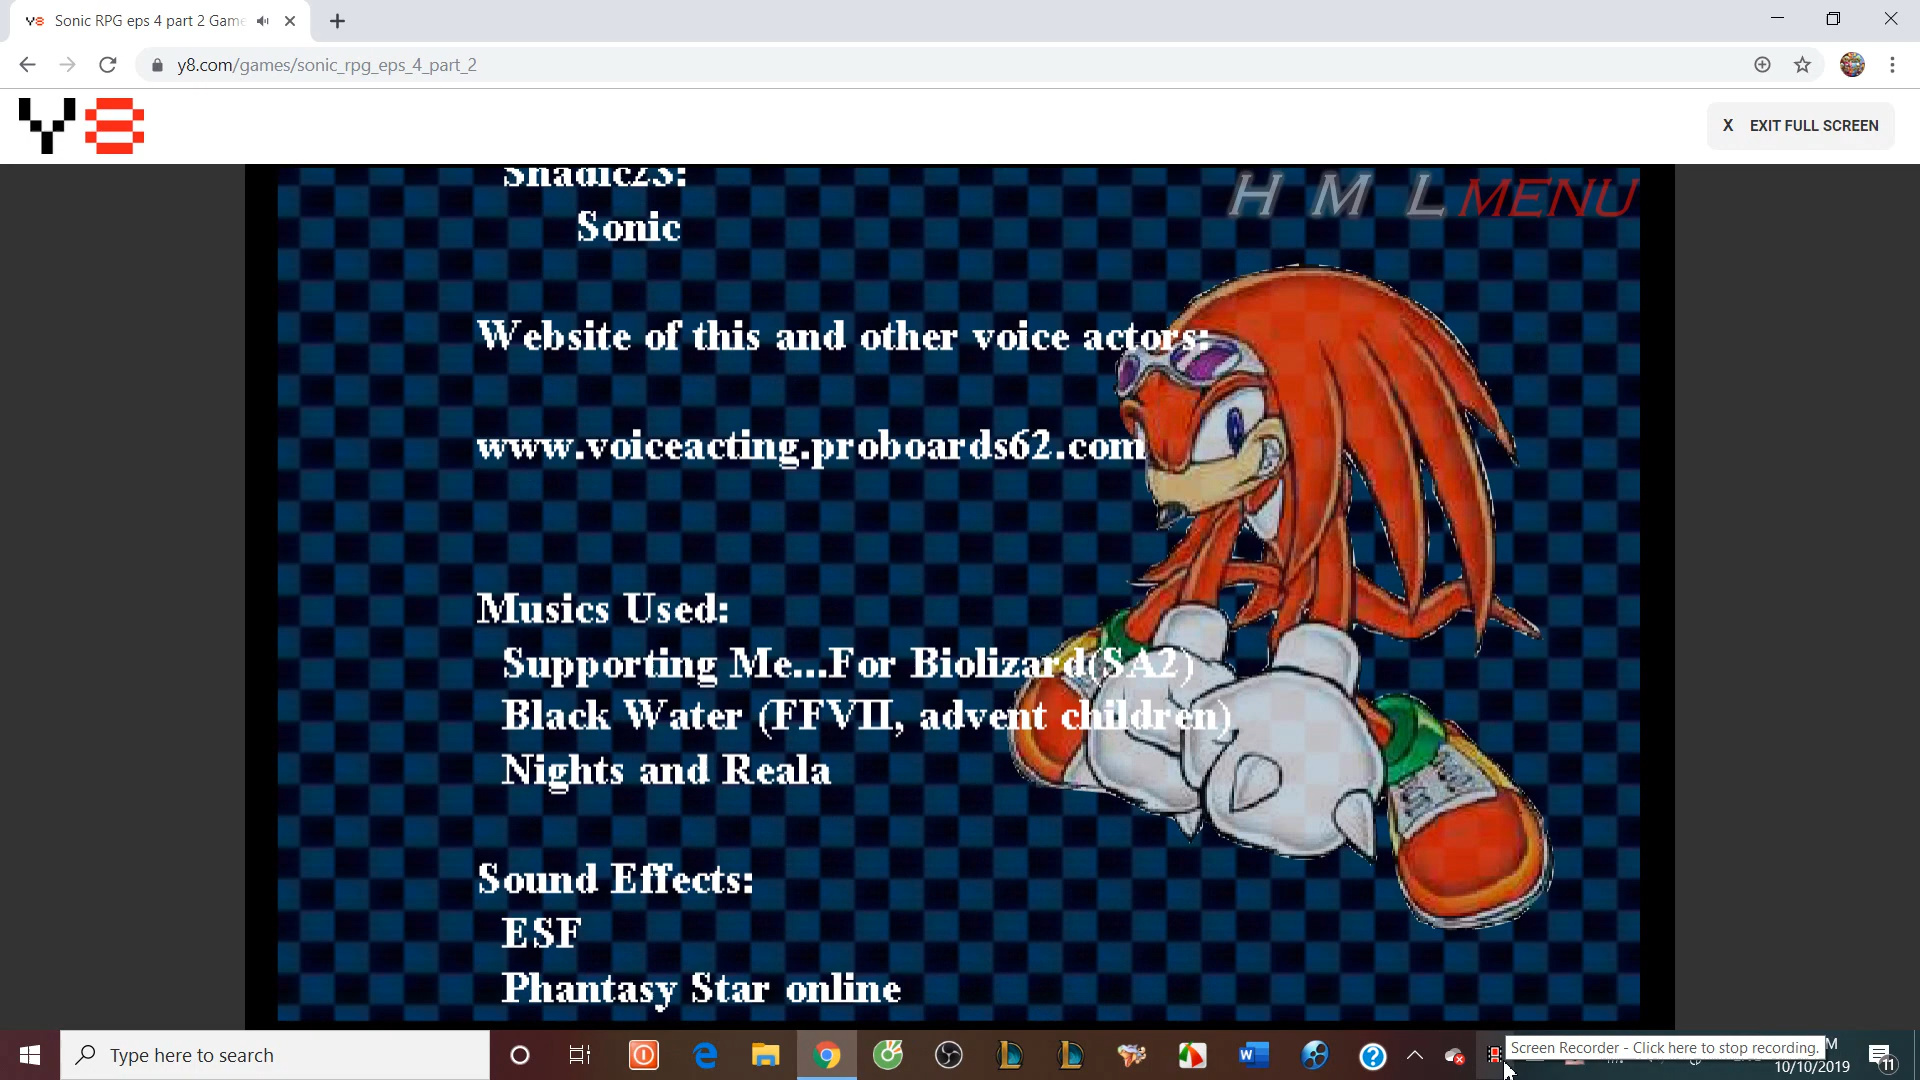 Sonic RPG eps 4 part 2 Game
y8.com/games/sonic_rpg_eps_4_part_2
Y8
X EXIT FULL SCREEN
Shadic23:
H M L MENU
Sonic
Website of this and other voice actors:
www.voiceacting.proboards62.com
Musics Used:
Supporting Me...For Biolizard(SA2)
Black Water (FFVII, advent children)
Nights and Reala
Sound Effects:
ESF
Phantasy Star online
Type here to search
Screen Recorder - Click here to stop recording.
M
10/10/2019
11